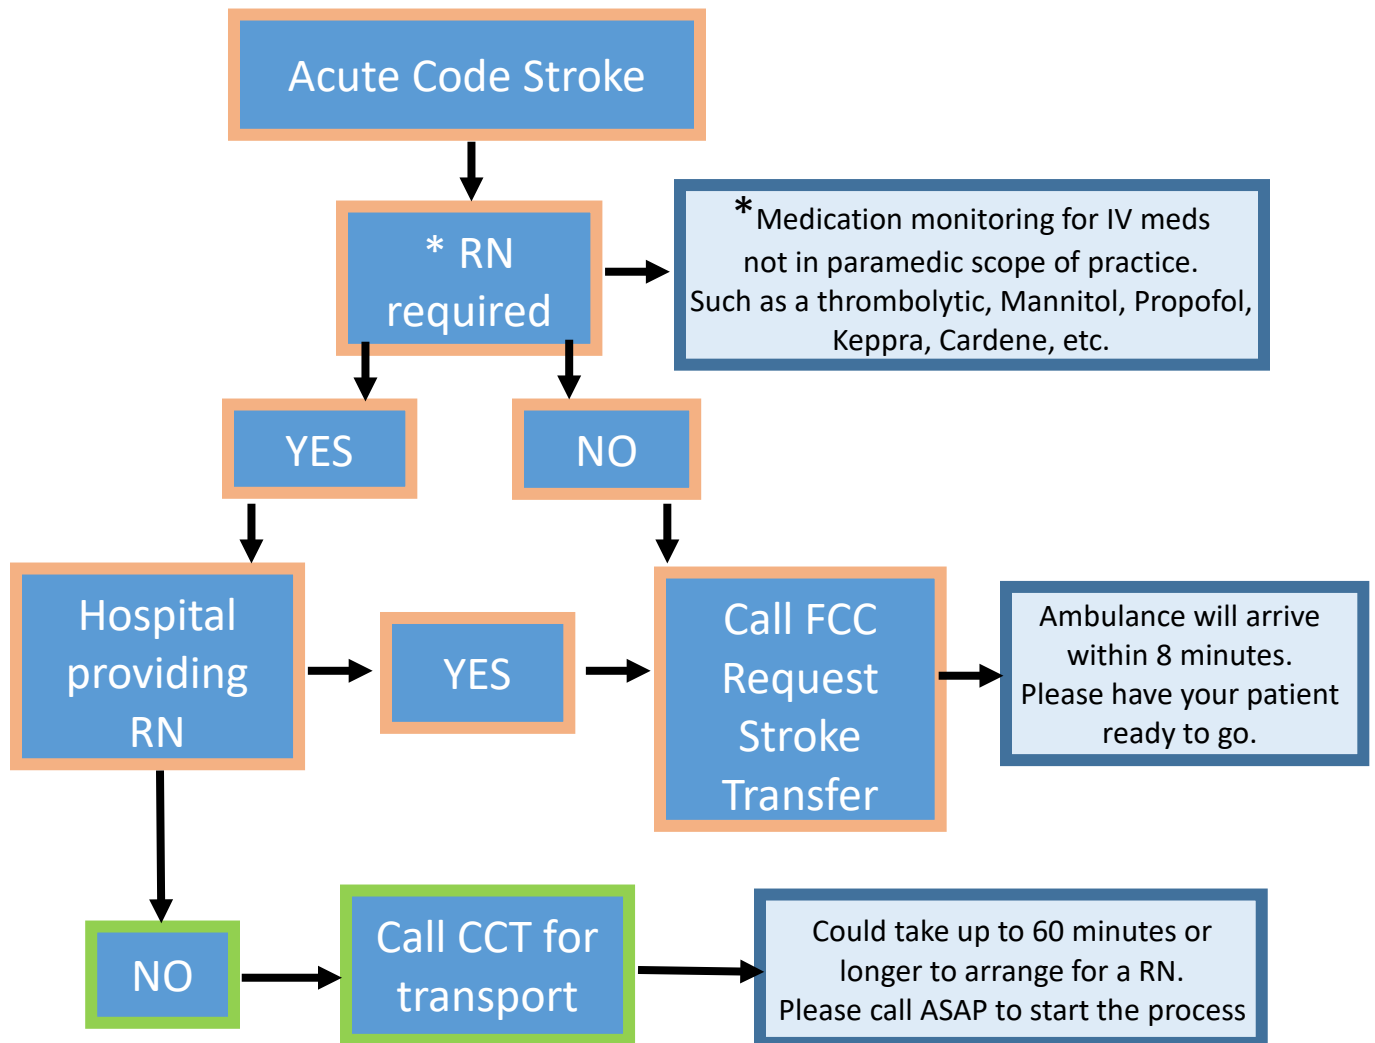 Acute Code Stroke
* RN
required
*Medication monitoring for IV meds
not in paramedic scope of practice.
Such as a thrombolytic, Mannitol, Propofol,
Keppra, Cardene, etc.
YES
NO
Hospital
providing
RN
YES
Call FCC
Request
Stroke
Transfer
Ambulance will arrive
within 8 minutes.
Please have your patient
ready to go.
NO
Call CCT for
transport
Could take up to 60 minutes or
longer to arrange for a RN.
Please call ASAP to start the process